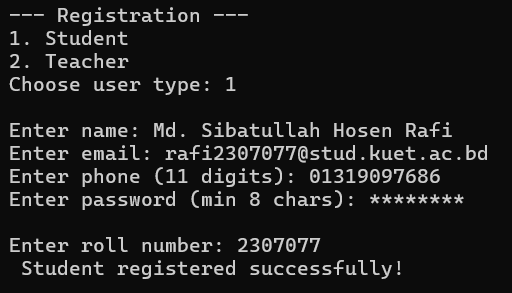 --- Registration ---
1. Student
2. Teacher
Choose user type: 1
Enter name: Md. Sibatullah Hosen Rafi
Enter email: rafi2307077@stud.kuet.ac.bd
Enter phone (11 digits): 01319097686
Enter password (min 8 chars): ********
Enter roll number: 2307077
Student registered successfully!